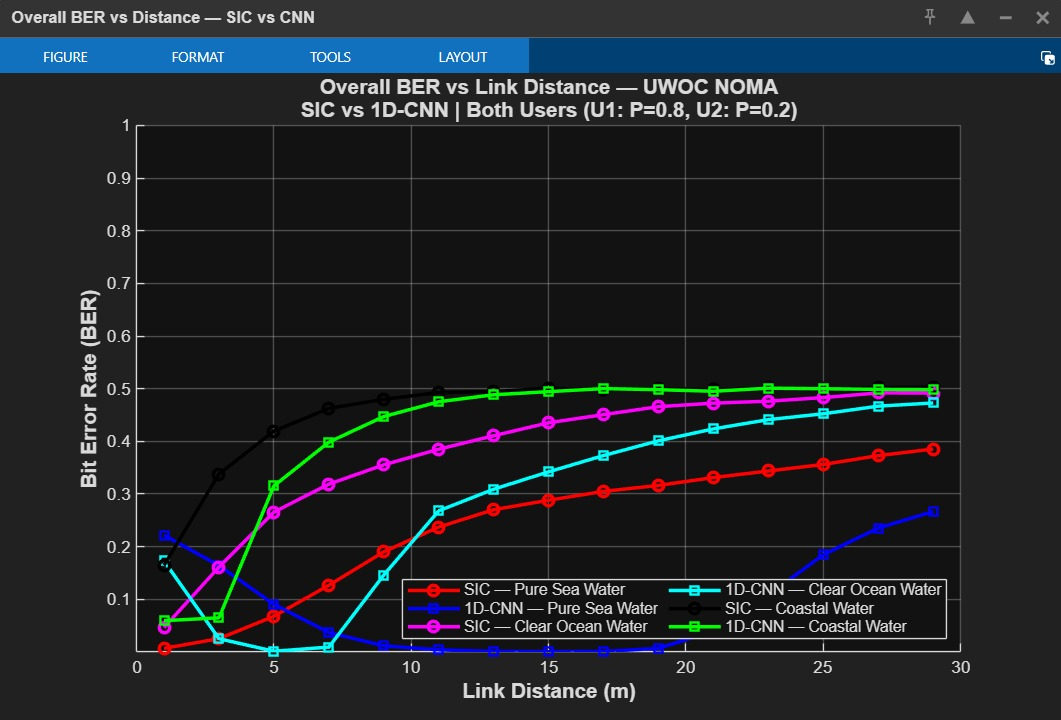 Overall BER vs Distance — SIC vs CNN
FIGURE FORMAT TOOLS LAYOUT
Overall BER vs Link Distance — UWOC NOMA
SIC vs 1D-CNN | Both Users (U1: P=0.8, U2: P=0.2)
1
0.9
0.8
0.7
0.6
0.5
0.4
0.3
0.2
0.1
Bit Error Rate (BER)
SIC — Pure Sea Water
1D-CNN — Pure Sea Water
SIC — Clear Ocean Water
1D-CNN — Clear Ocean Water
SIC — Coastal Water
1D-CNN — Coastal Water
0 5 10 15 20 25 30
Link Distance (m)